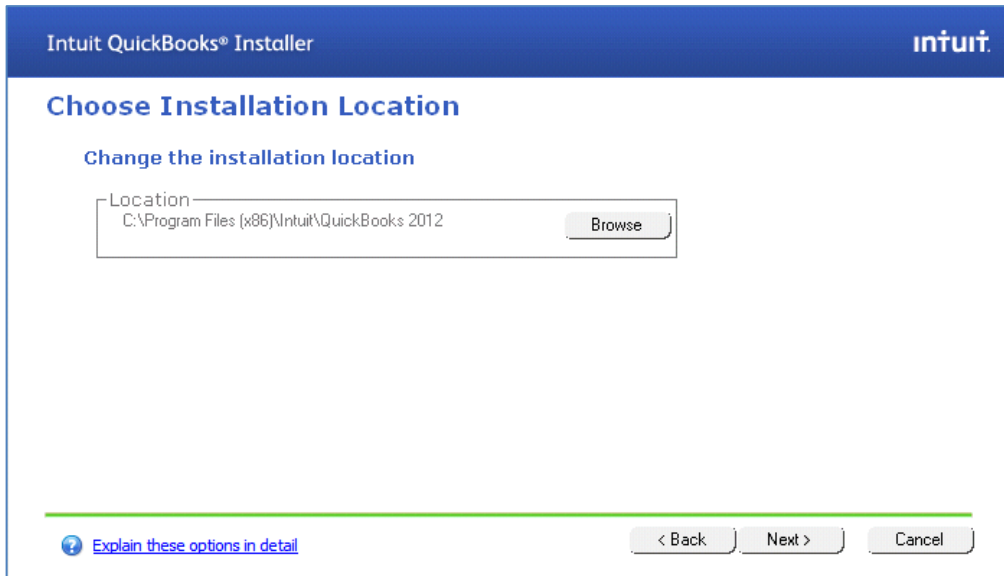 Intuit QuickBooks® Installer
intuit.
Choose Installation Location
Change the installation location
Location
C:\Program Files (x86)\Intuit\QuickBooks 2012
Browse
Explain these options in detail
< Back
Next >
Cancel